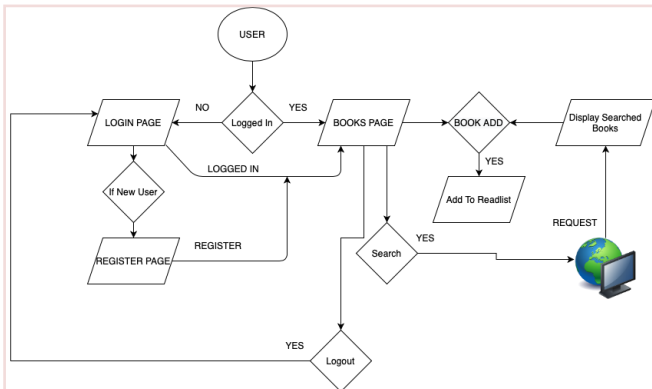 USER
NO
YES
LOGIN PAGE
Logged In
BOOKS PAGE
BOOK ADD
Display Searched
Books
LOGGED IN
YES
If New User
Add To Readlist
REQUEST
REGISTER
YES
REGISTER PAGE
Search
YES
Logout